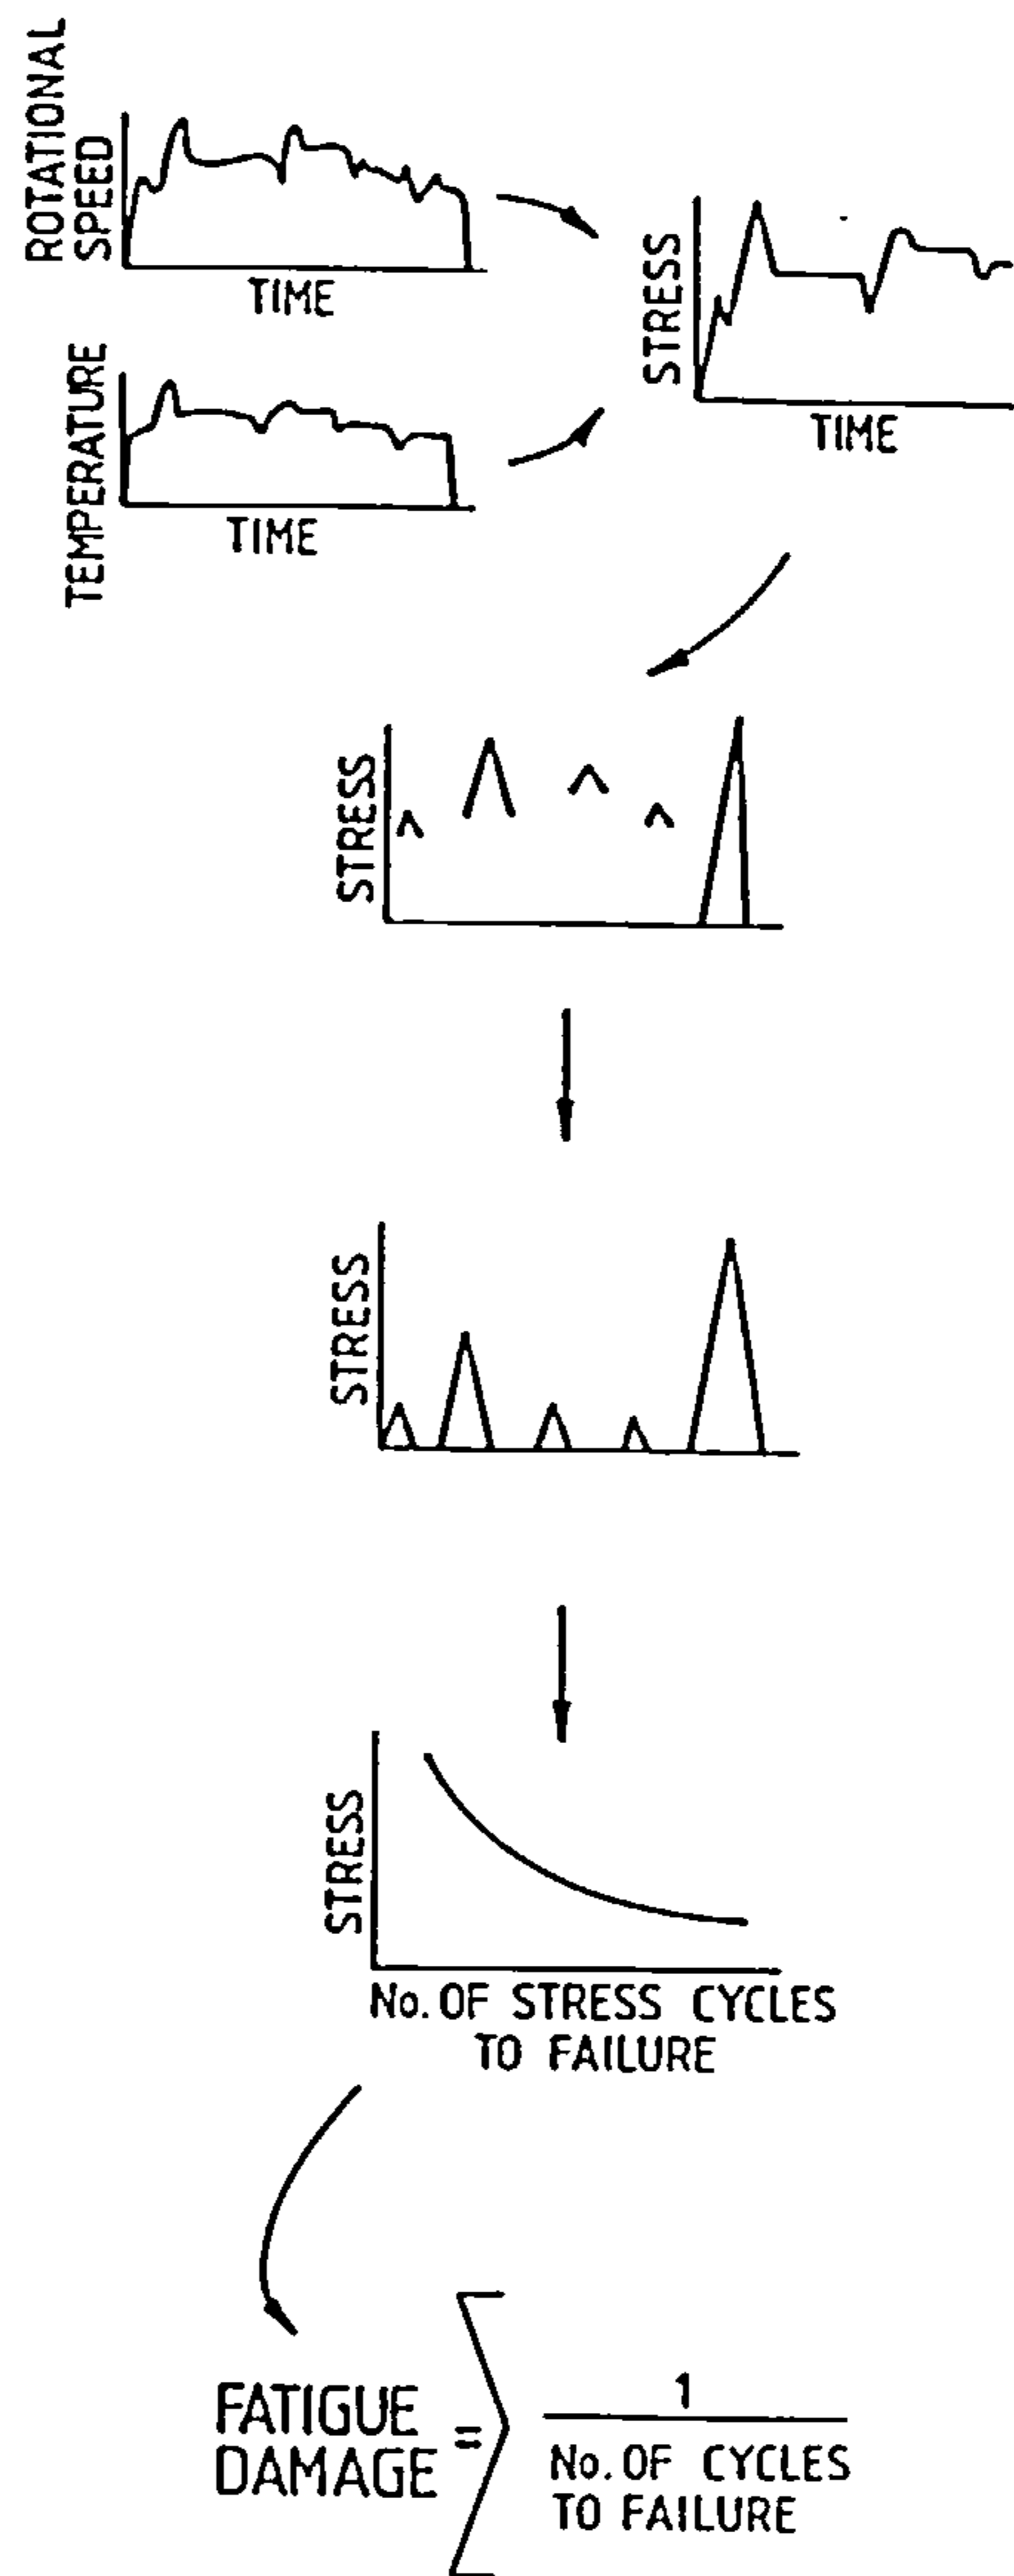 ROTATIONAL
SPEED
TIME
TEMPERATURE
TIME
STRESS
TIME
STRESS
STRESS
STRESS
No. OF STRESS CYCLES
TO FAILURE
FATIGUE
DAMAGE
= Σ
1
No. OF CYCLES
TO FAILURE